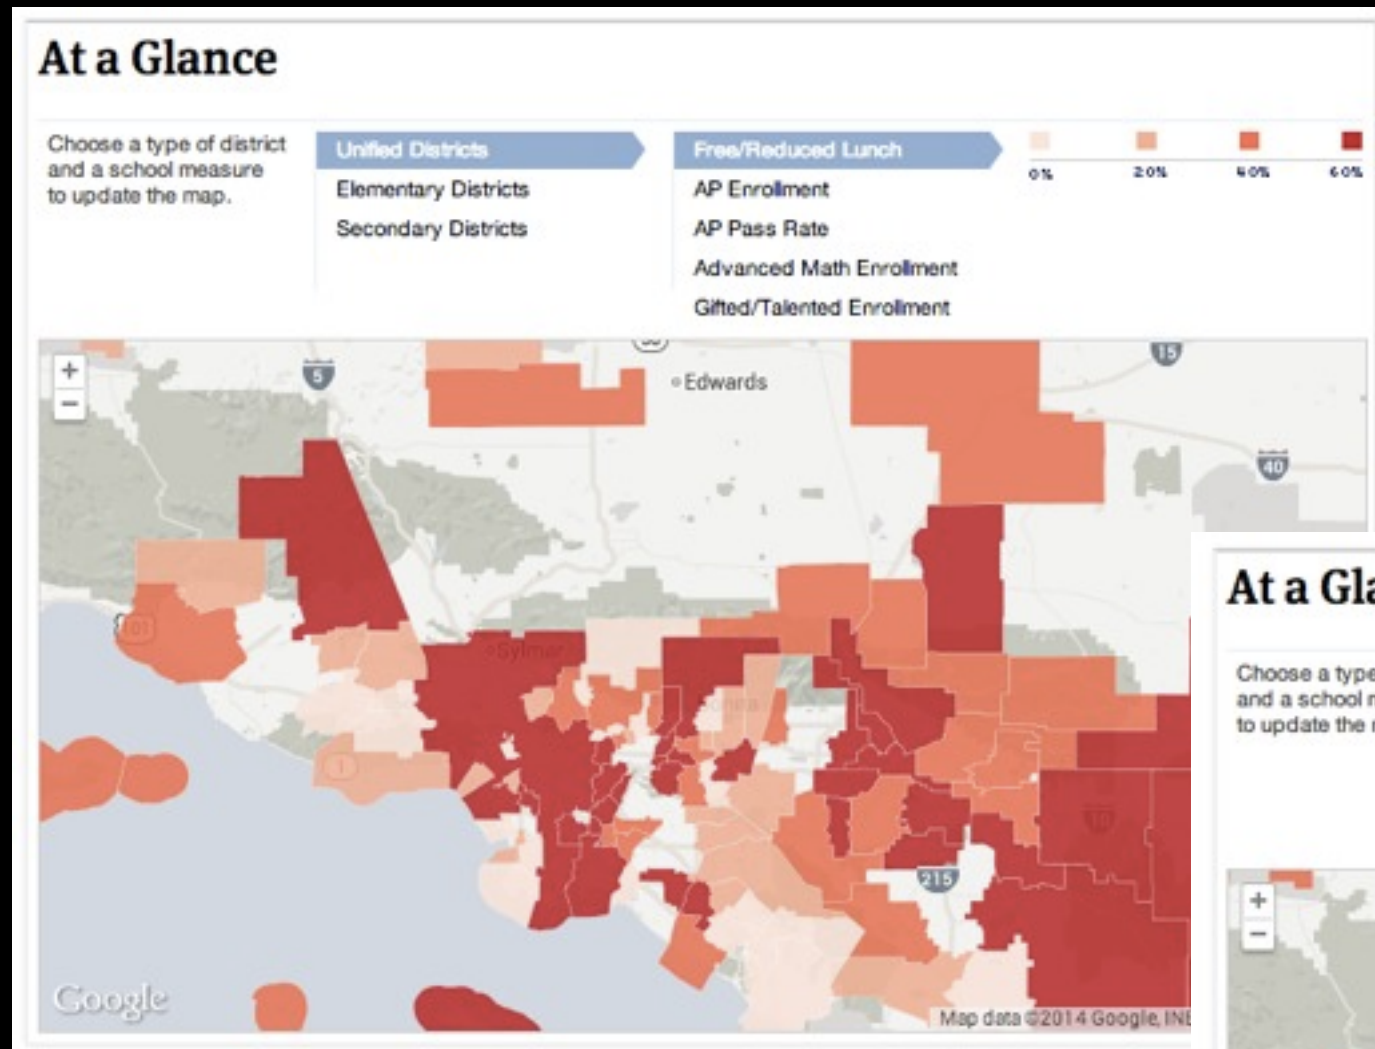 At a Glance
Choose a type of district
and a school measure
to update the map.
Unified Districts
Elementary Districts
Secondary Districts
Free/Reduced Lunch
AP Enrollment
AP Pass Rate
Advanced Math Enrollment
Gifted/Talented Enrollment
0%
20%
40%
60%
+
−
5
Edwards
15
40
101
Sylmar
1
10
215
Google
Map data ©2014 Google, INE
At a Gla
Choose a type
and a school
to update the
+
−